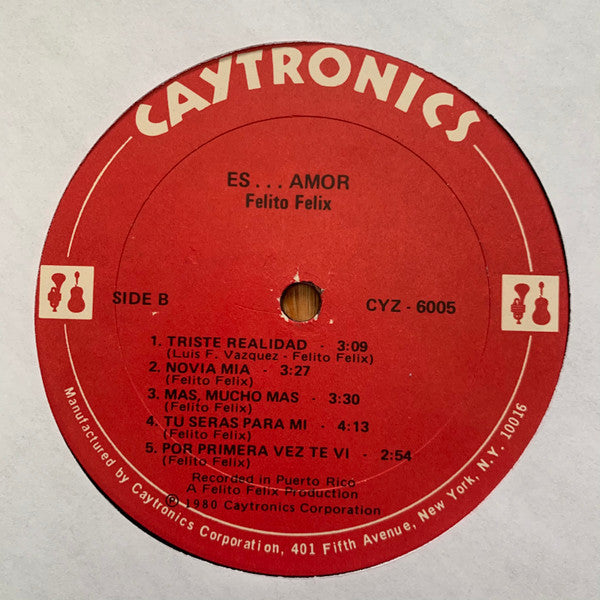 CAYTRONICS
ES... AMOR
Felito Felix
SIDE B
CYZ - 6005
1. TRISTE REALIDAD - 3:09
(Luis F. Vazquez - Felito Felix)
2. NOVIA MIA - 3:27
(Felito Felix)
3. MAS, MUCHO MAS - 3:30
(Felito Felix)
4. TU SERAS PARA MI - 4:13
(Felito Felix)
5. POR PRIMERA VEZ TE VI - 2:54
(Felito Felix)
Recorded in Puerto Rico
A Felito Felix Production
℗ 1980 Caytronics Corporation
Manufactured by Caytronics Corporation, 401 Fifth Avenue, New York, N.Y. 10016